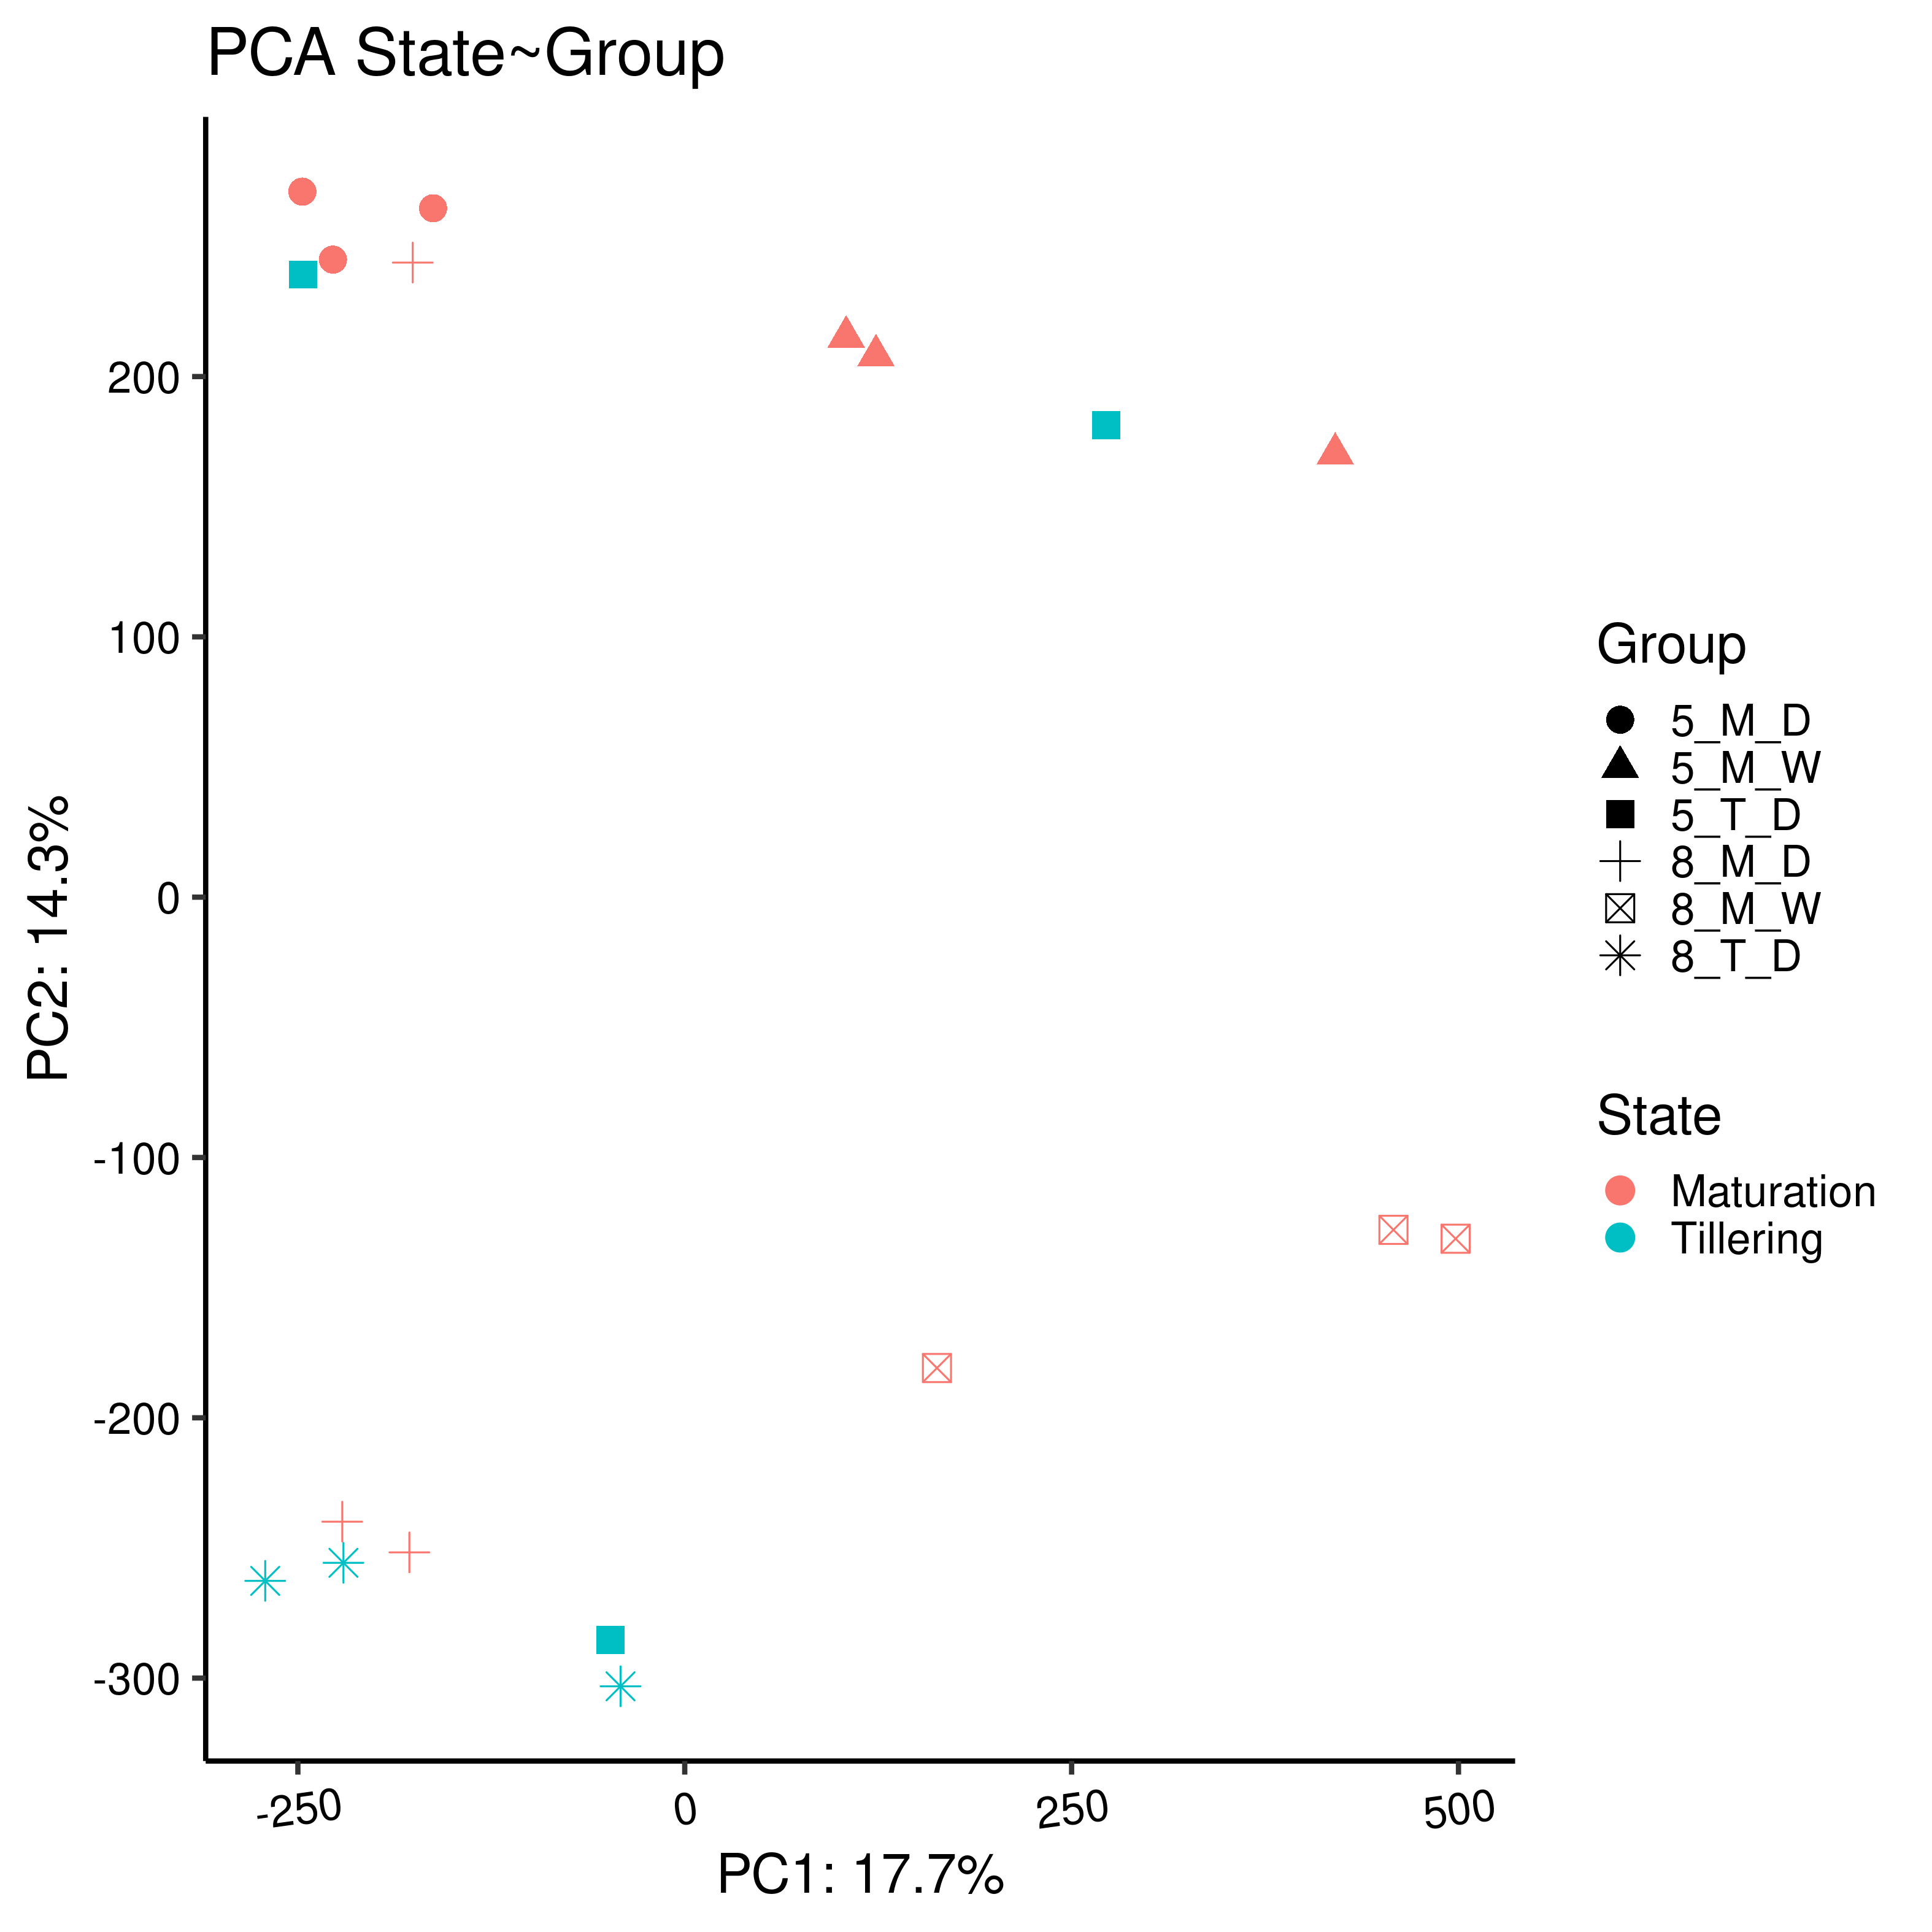 PCA State~Group
200
100
0
-100
-200
-300
PC2: 14.3%
-250
0
250
500
PC1: 17.7%
Group
5_M_D
5_M_W
5_T_D
8_M_D
8_M_W
8_T_D
State
Maturation
Tillering